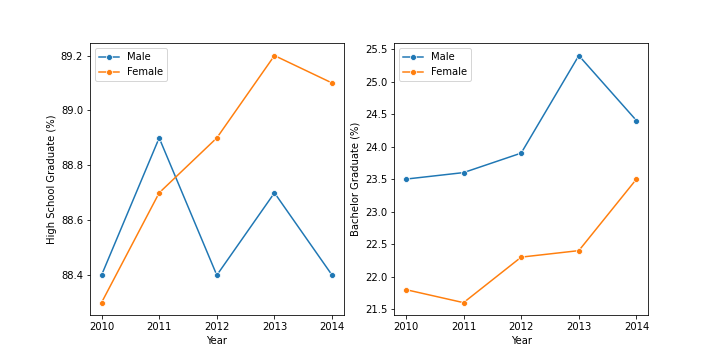 Male
Female
89.2
89.0
88.8
88.6
88.4
High School Graduate (%)
2010 2011 2012 2013 2014
Year
Male
Female
25.5
25.0
24.5
24.0
23.5
23.0
22.5
22.0
21.5
Bachelor Graduate (%)
2010 2011 2012 2013 2014
Year